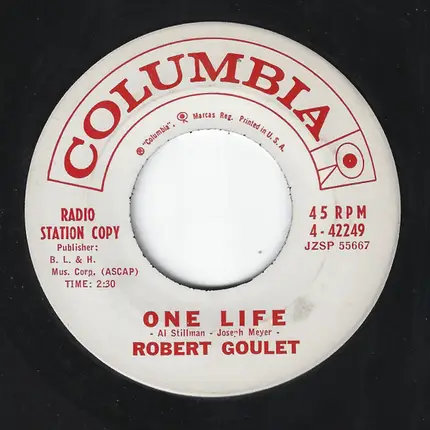 COLUMBIA
® "Columbia", Marcas Reg. Printed in U. S. A.
RADIO
STATION COPY
Publisher:
B. L. & H.
Mus. Corp. (ASCAP)
TIME: 2:30
45 RPM
4-42249
JZSP 55667
ONE LIFE
- Al Stillman - Joseph Meyer -
ROBERT GOULET